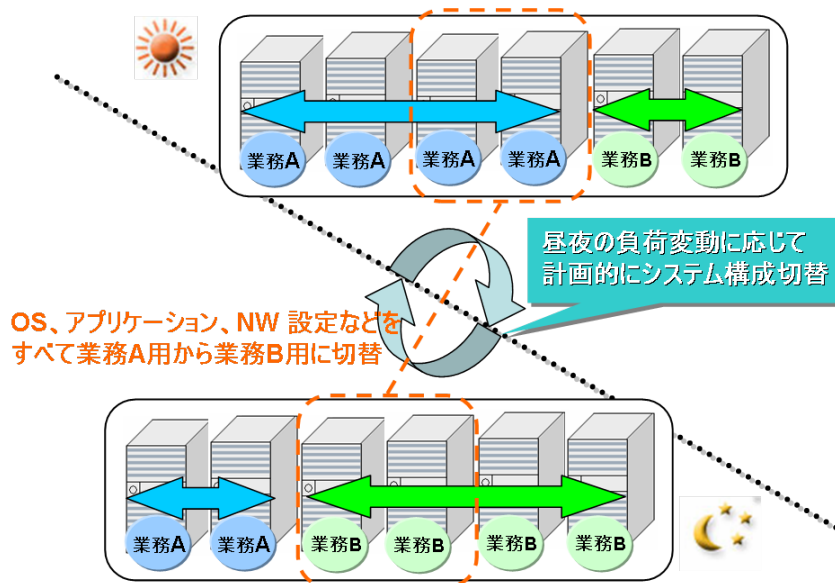 業務A
業務A
業務A
業務A
業務B
業務B
昼夜の負荷変動に応じて
計画的にシステム構成切替
OS、アプリケーション、NW 設定などを
すべて業務A用から業務B用に切替
業務A
業務A
業務B
業務B
業務B
業務B